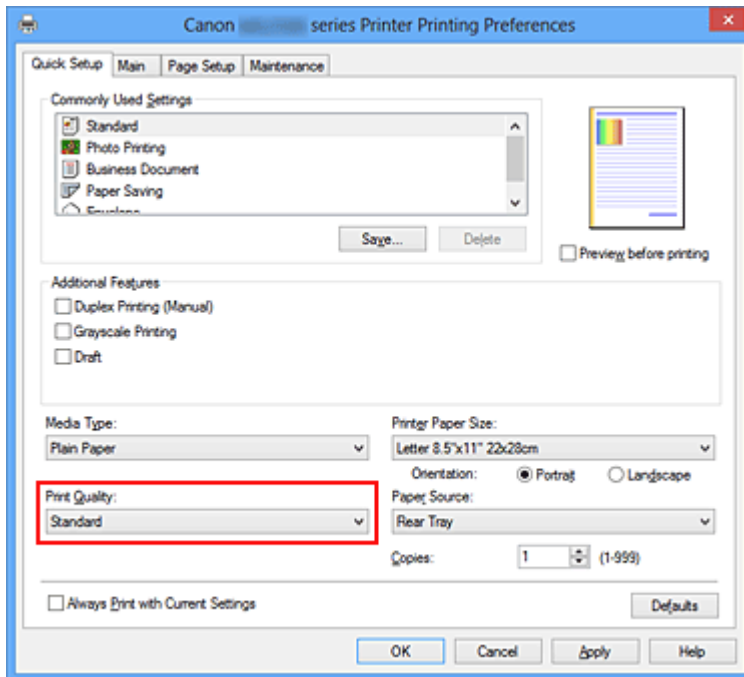 Canon series Printer Printing Preferences
Quick Setup Main Page Setup Maintenance
Commonly Used Settings
Standard
Photo Printing
Business Document
Paper Saving
Envelope
Save... Delete
Preview before printing
Additional Features
Duplex Printing (Manual)
Grayscale Printing
Draft
Media Type: Printer Paper Size:
Plain Paper Letter 8.5"x11" 22x28cm
Orientation: Portrait Landscape
Print Quality: Paper Source:
Standard Rear Tray
Copies: 1 (1-999)
Always Print with Current Settings Defaults
OK Cancel Apply Help